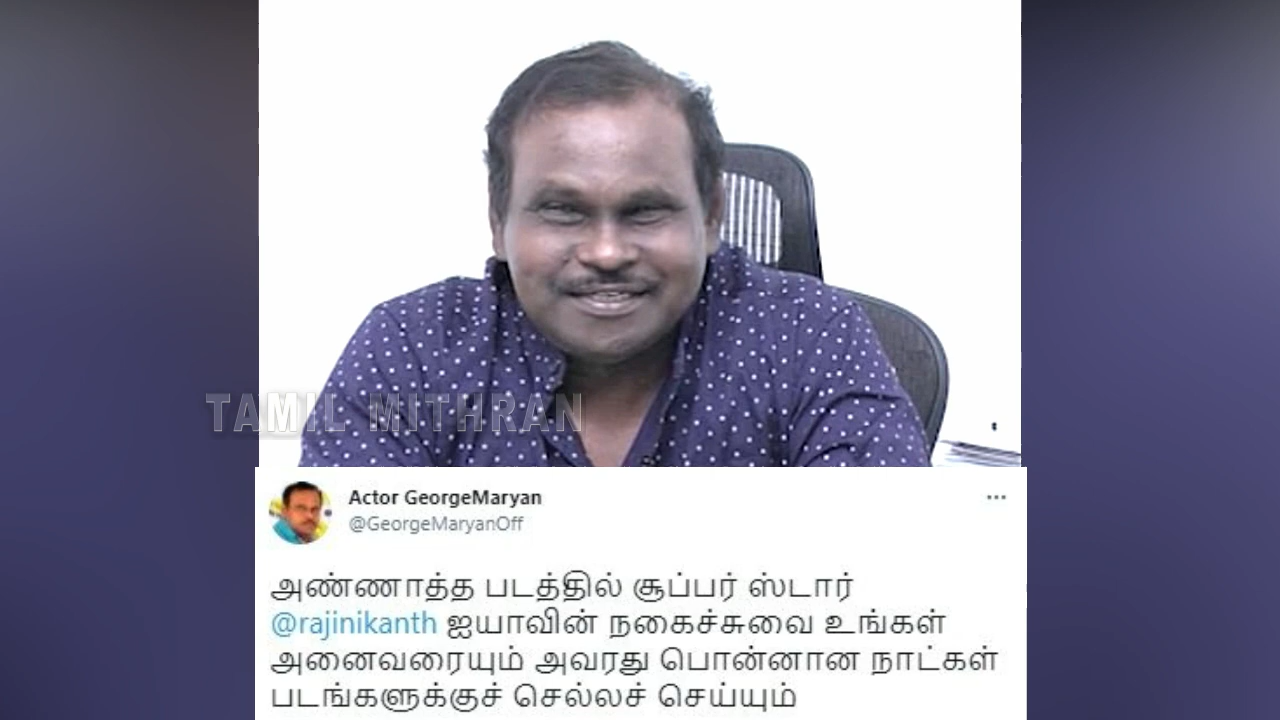 TAMIL MITHRAN
Actor GeorgeMaryan
@GeorgeMaryanOff
அண்ணாத்த படத்தில் சூப்பர் ஸ்டார்
@rajinikanth ஐயாவின் நகைச்சுவை உங்கள்
அனைவரையும் அவரது பொன்னான நாட்கள்
படங்களுக்குச் செல்லச் செய்யும்